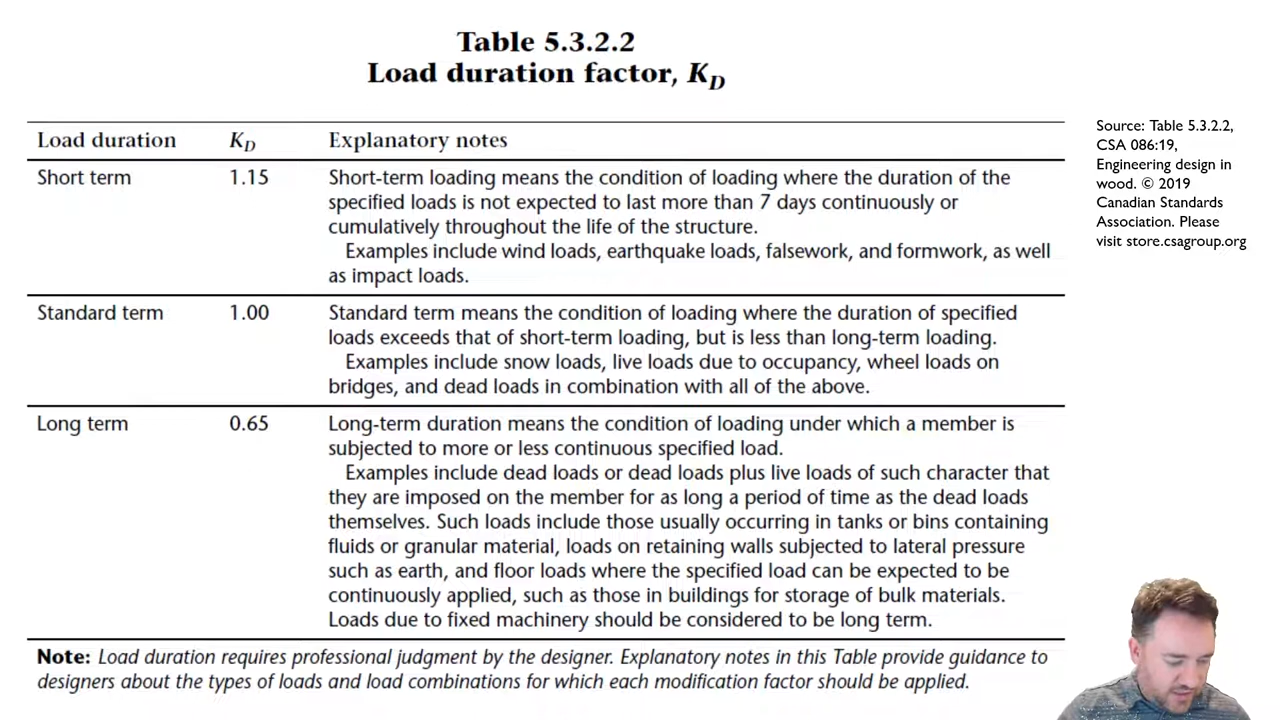 Table 5.3.2.2
Load duration factor, K_D
Load duration K_D Explanatory notes
Short term 1.15 Short-term loading means the condition of loading where the duration of the
specified loads is not expected to last more than 7 days continuously or
cumulatively throughout the life of the structure.
Examples include wind loads, earthquake loads, falsework, and formwork, as well
as impact loads.
Standard term 1.00 Standard term means the condition of loading where the duration of specified
loads exceeds that of short-term loading, but is less than long-term loading.
Examples include snow loads, live loads due to occupancy, wheel loads on
bridges, and dead loads in combination with all of the above.
Long term 0.65 Long-term duration means the condition of loading under which a member is
subjected to more or less continuous specified load.
Examples include dead loads or dead loads plus live loads of such character that
they are imposed on the member for as long a period of time as the dead loads
themselves. Such loads include those usually occurring in tanks or bins containing
fluids or granular material, loads on retaining walls subjected to lateral pressure
such as earth, and floor loads where the specified load can be expected to be
continuously applied, such as those in buildings for storage of bulk materials.
Loads due to fixed machinery should be considered to be long term.
Note: Load duration requires professional judgment by the designer. Explanatory notes in this Table provide guidance to
designers about the types of loads and load combinations for which each modification factor should be applied.
Source: Table 5.3.2.2,
CSA 086:19,
Engineering design in
wood. © 2019
Canadian Standards
Association. Please
visit store.csagroup.org